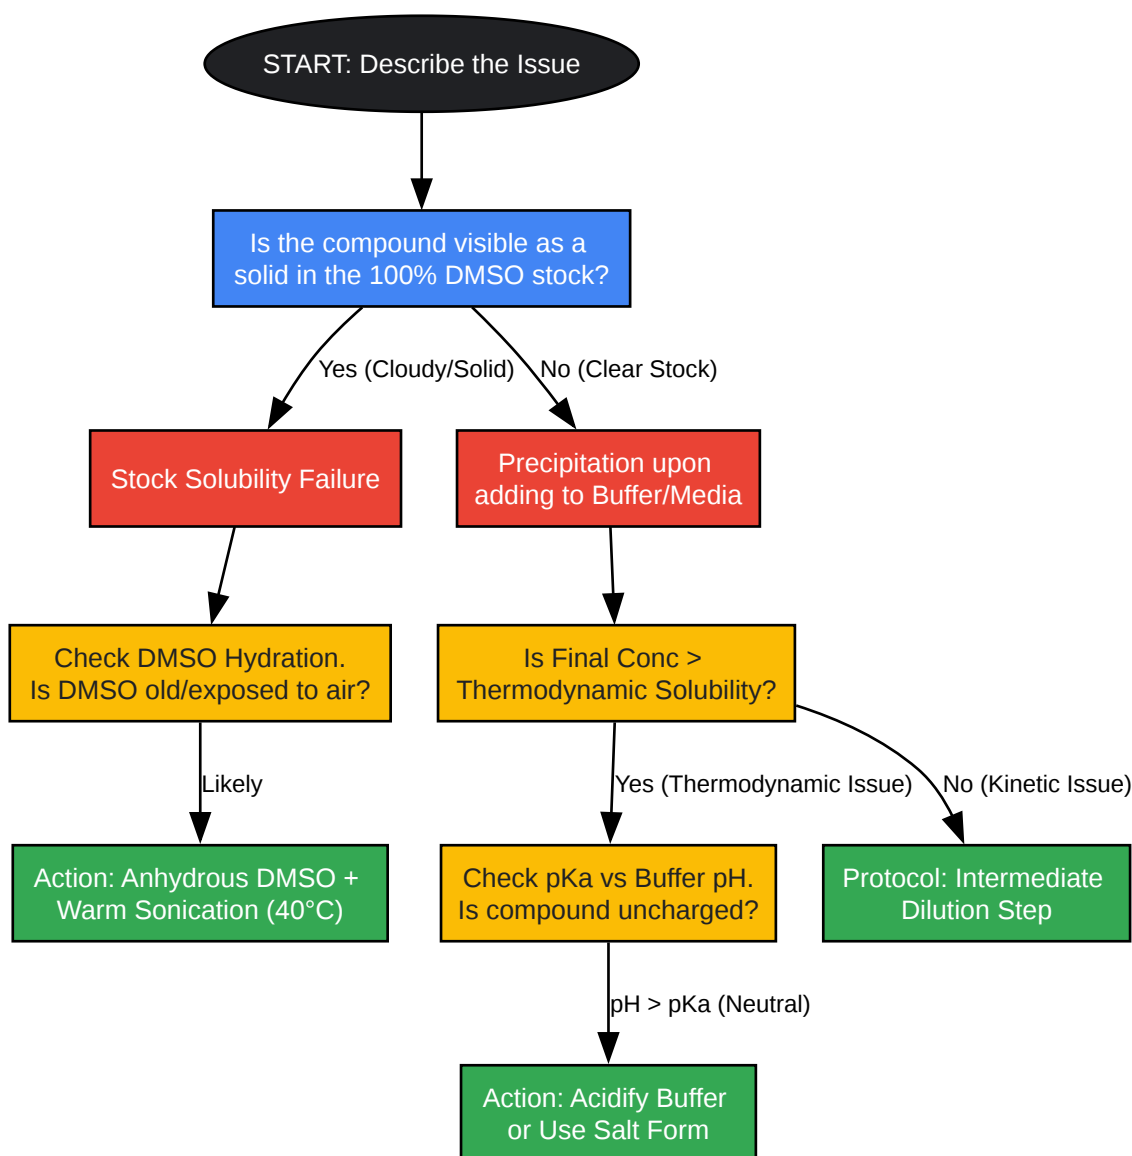 START: Describe the Issue
Is the compound visible as a
solid in the 100% DMSO stock?
Yes (Cloudy/Solid)
No (Clear Stock)
Stock Solubility Failure
Precipitation upon
adding to Buffer/Media
Check DMSO Hydration.
Is DMSO old/exposed to air?
Is Final Conc >
Thermodynamic Solubility?
Likely
Yes (Thermodynamic Issue)
No (Kinetic Issue)
Action: Anhydrous DMSO +
Warm Sonication (40°C)
Check pKa vs Buffer pH.
Is compound uncharged?
Protocol: Intermediate
Dilution Step
pH > pKa (Neutral)
Action: Acidify Buffer
or Use Salt Form